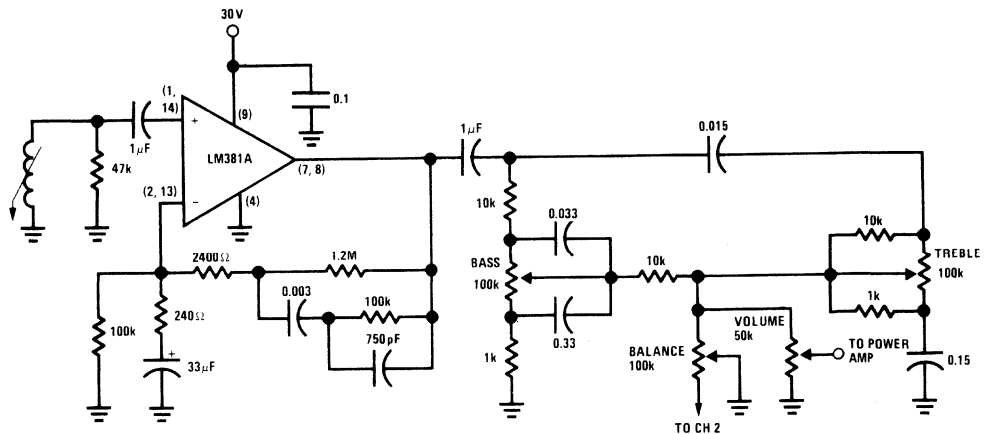 30V
(1,
14)
(9)
0.1
+
1μF
LM381A
(7, 8)
47k
(2, 13)
−
(4)
1μF
0.015
10k
0.033
10k
BASS
100k
10k
TREBLE
100k
2400Ω
1.2M
0.003
100k
750pF
100k
240Ω
+
33μF
0.33
1k
1k
VOLUME
50k
BALANCE
100k
TO POWER
AMP
0.15
TO CH 2